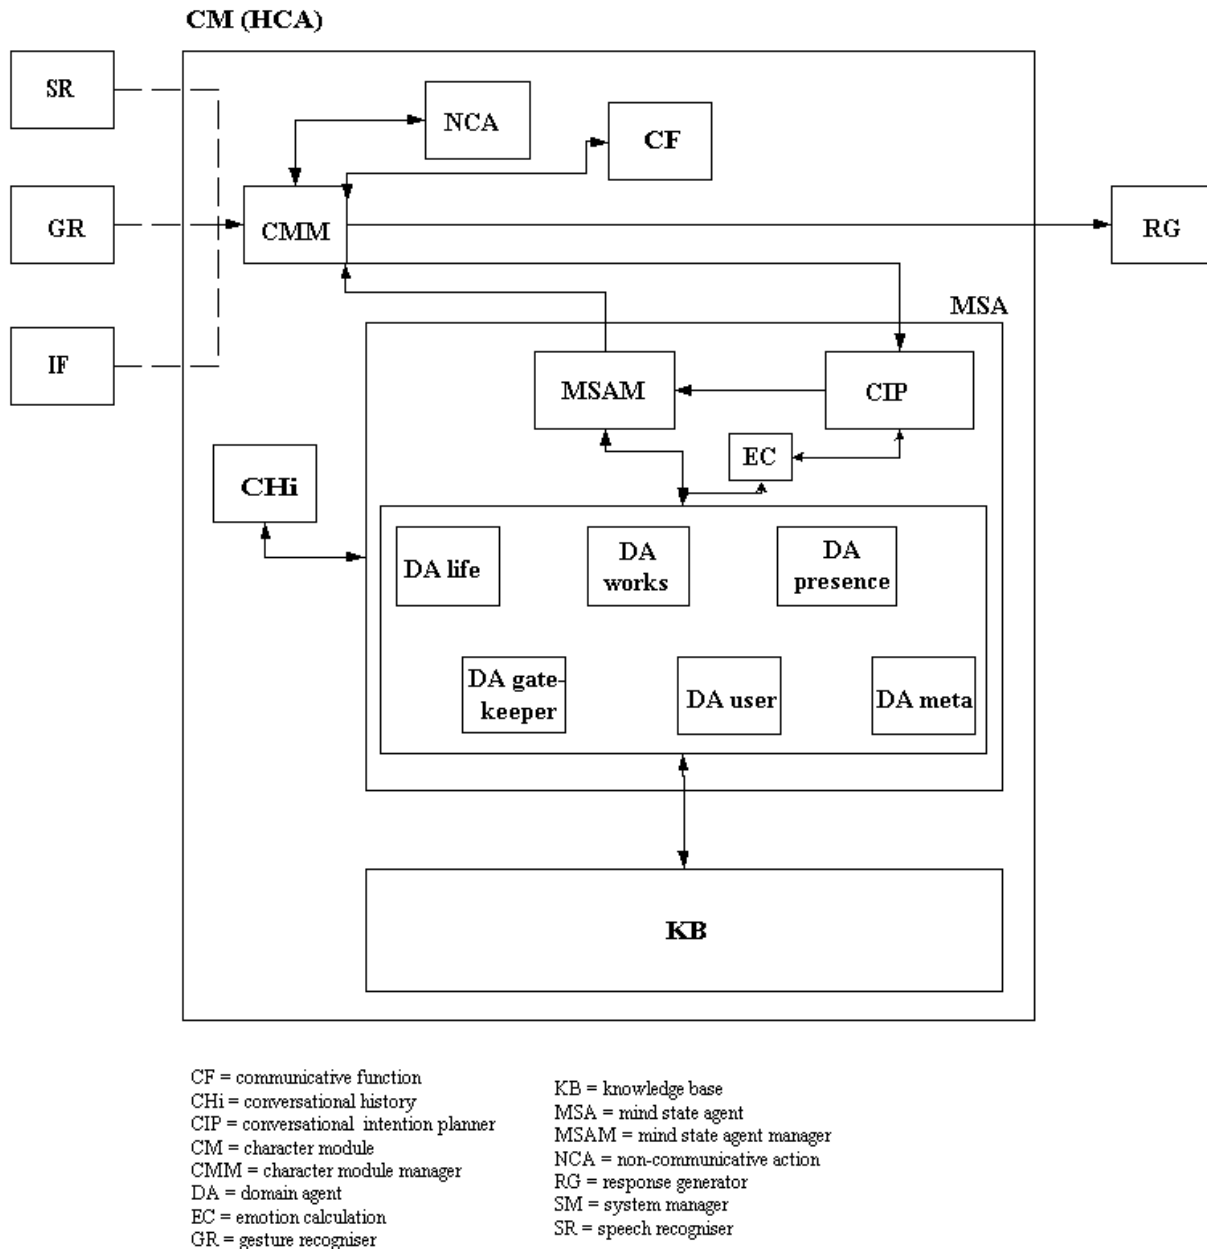 CM (HCA)
SR
NCA
CF
GR
CMM
RG
MSA
IF
MSAM
CIP
EC
CHi
DA life
DA
works
DA
presence
DA gate-
keeper
DA user
DA meta
KB
CF = communicative function
CHi = conversational history
CIP = conversational intention planner
CM = character module
CMM = character module manager
DA = domain agent
EC = emotion calculation
GR = gesture recogniser
KB = knowledge base
MSA = mind state agent
MSAM = mind state agent manager
NCA = non-communicative action
RG = response generator
SM = system manager
SR = speech recogniser